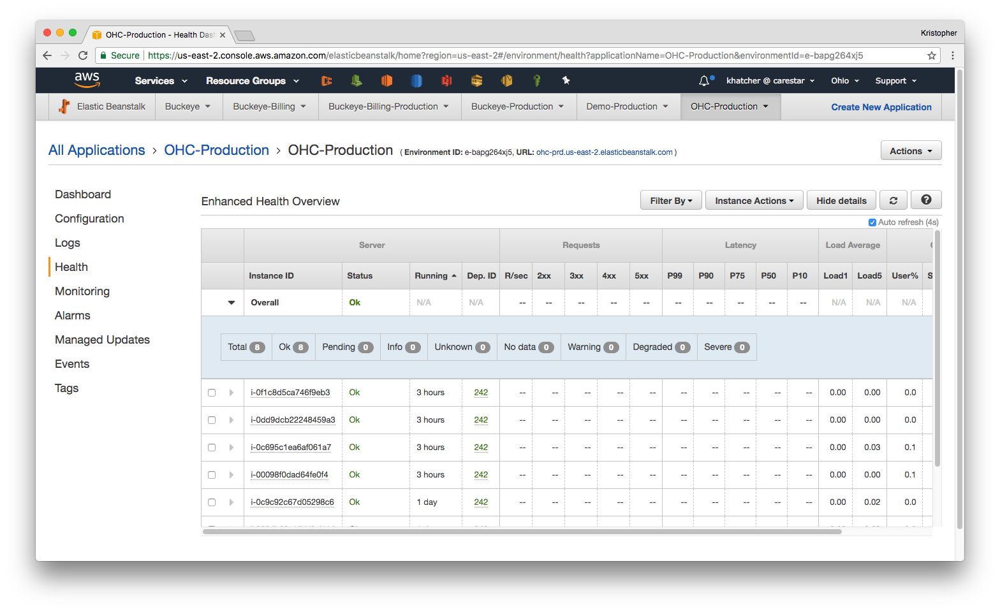 OHC-Production - Health Das
Kristopher
Secure https://us-east-2.console.aws.amazon.com/elasticbeanstalk/home?region=us-east-2#/environment/health?applicationName=OHC-Production&environmentId=e-bapg264xj5
aws Services Resource Groups khatcher @ carestar Ohio Support
Elastic Beanstalk Buckeye Buckeye-Billing Buckeye-Billing-Production Buckeye-Production Demo-Production OHC-Production Create New Application
All Applications > OHC-Production > OHC-Production ( Environment ID: e-bapg264xj5, URL: ohc-prd.us-east-2.elasticbeanstalk.com ) Actions
Dashboard
Configuration
Logs
Health
Monitoring
Alarms
Managed Updates
Events
Tags
Enhanced Health Overview Filter By Instance Actions Hide details ?
Auto refresh (4s)
Server Requests Latency Load Average
Instance ID Status Running Dep. ID R/sec 2xx 3xx 4xx 5xx P99 P90 P75 P50 P10 Load1 Load5 User% S
Overall Ok N/A N/A -- -- -- -- -- -- -- -- -- -- N/A N/A N/A
Total 8 Ok 8 Pending 0 Info 0 Unknown 0 No data 0 Warning 0 Degraded 0 Severe 0
i-0f1c8d5ca746f9eb3 Ok 3 hours 242 -- -- -- -- -- -- -- -- -- -- 0.00 0.00 0.0
i-0dd9dcb22248459a3 Ok 3 hours 242 -- -- -- -- -- -- -- -- -- -- 0.00 0.00 0.0
i-0c695c1ea6af061a7 Ok 3 hours 242 -- -- -- -- -- -- -- -- -- -- 0.00 0.03 0.1
i-00098f0dad64fe0f4 Ok 3 hours 242 -- -- -- -- -- -- -- -- -- -- 0.00 0.00 0.1
i-0c9c92c67d05298c6 Ok 1 day 242 -- -- -- -- -- -- -- -- -- -- 0.00 0.02 0.0